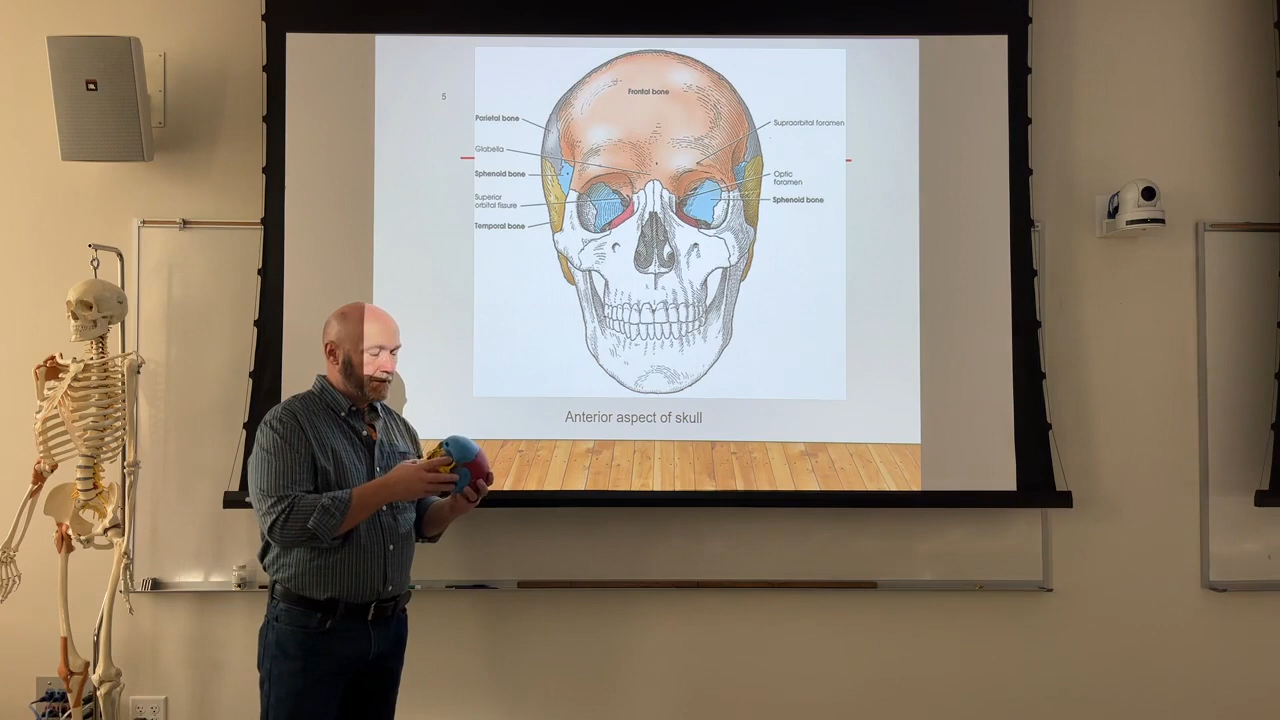 JBL
5
Frontal bone
Parietal bone
Supraorbital foramen
Glabella
Sphenoid bone
Optic
foramen
Superior
orbital fissure
Sphenoid bone
Temporal bone
Anterior aspect of skull